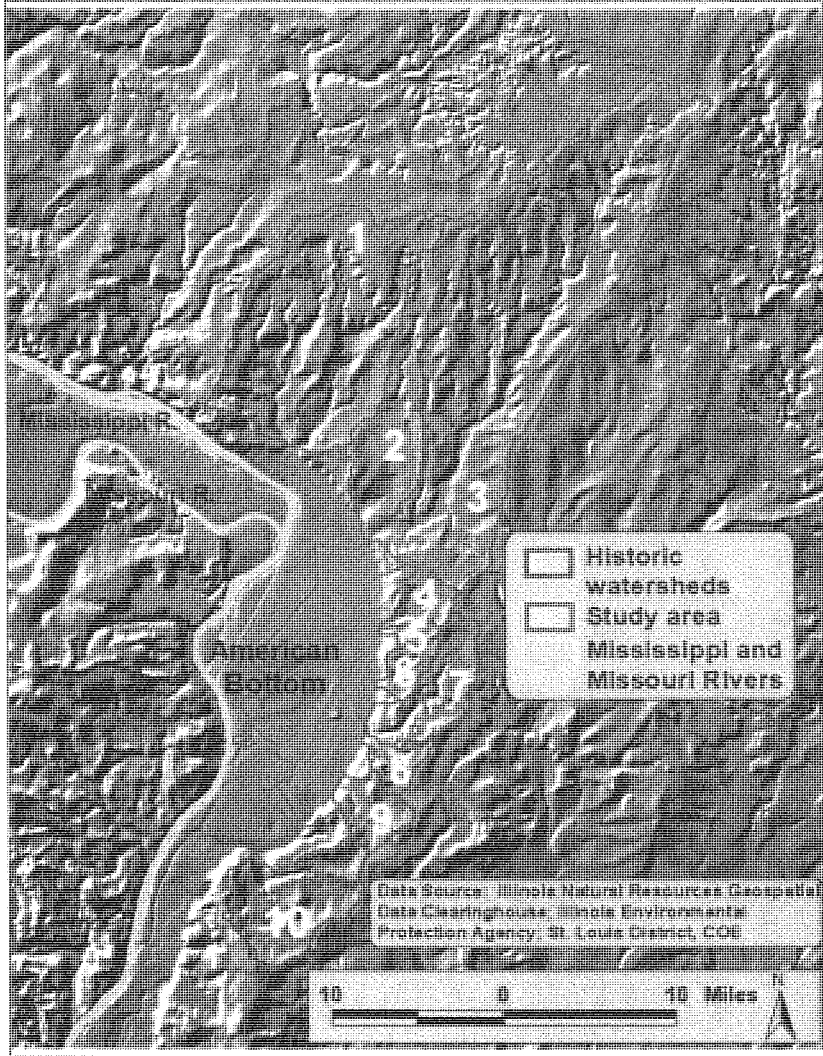 1
Mississippi R.
2
R.
3
Historic
watersheds
Study area
Mississippi and
Missouri Rivers
4
5
6
7
American
Bottom
8
9
10
Data Source: Illinois Natural Resources Geospatial
Data Clearinghouse; Illinois Environmental
Protection Agency; St. Louis District, COE
N
10 0 10 Miles